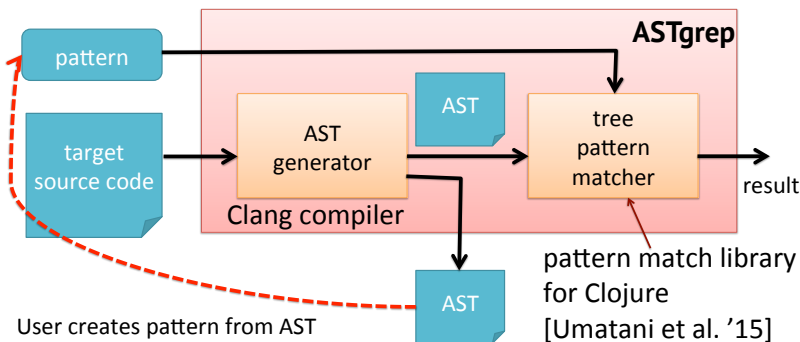 ASTgrep
pattern
AST
target
source code
AST
generator
tree
pattern
matcher
result
Clang compiler
AST
pattern match library
for Clojure
[Umatani et al. ’15]
User creates pattern from AST